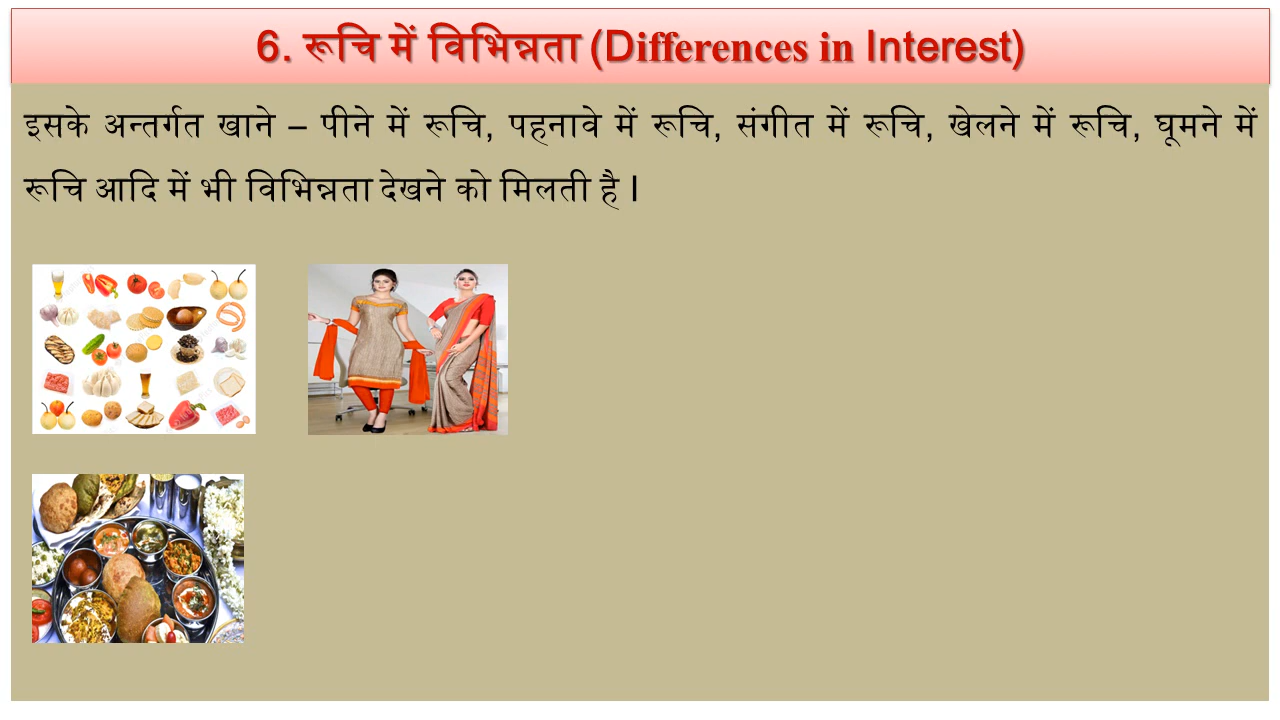 6. रूचि में विभिन्नता (Differences in Interest)
इसके अन्तर्गत खाने – पीने में रूचि, पहनावे में रूचि, संगीत में रूचि, खेलने में रूचि, घूमने में
रूचि आदि में भी विभिन्नता देखने को मिलती है I